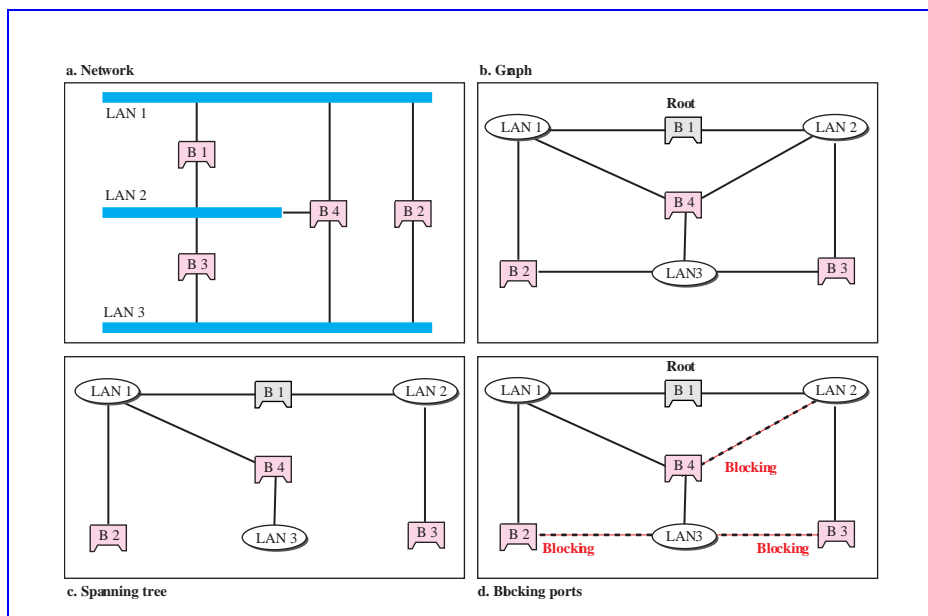 a. Network
LAN 1
B 1
LAN 2
B 4
B 2
B 3
LAN 3
b. Graph
Root
LAN 1
B 1
LAN 2
B 4
B 2
LAN3
B 3
LAN 1
B 1
LAN 2
B 4
B 2
LAN 3
B 3
c. Spanning tree
Root
LAN 1
B 1
LAN 2
B 4
Blocking
B 2
Blocking
LAN3
Blocking
B 3
d. Blocking ports